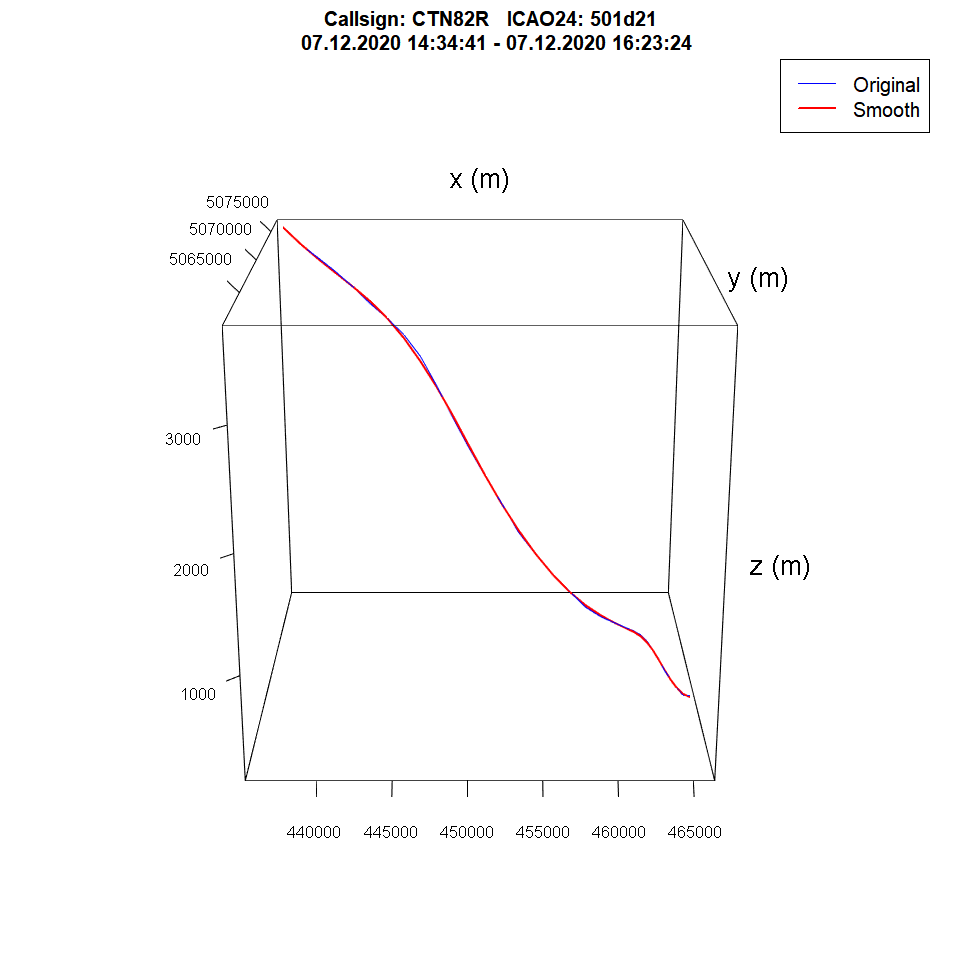 Callsign: CTN82R   ICAO24: 501d21
07.12.2020 14:34:41 - 07.12.2020 16:23:24
Original
Smooth
x (m)
5075000
5070000
5065000
y (m)
3000
2000
z (m)
1000
440000 445000 450000 455000 460000 465000